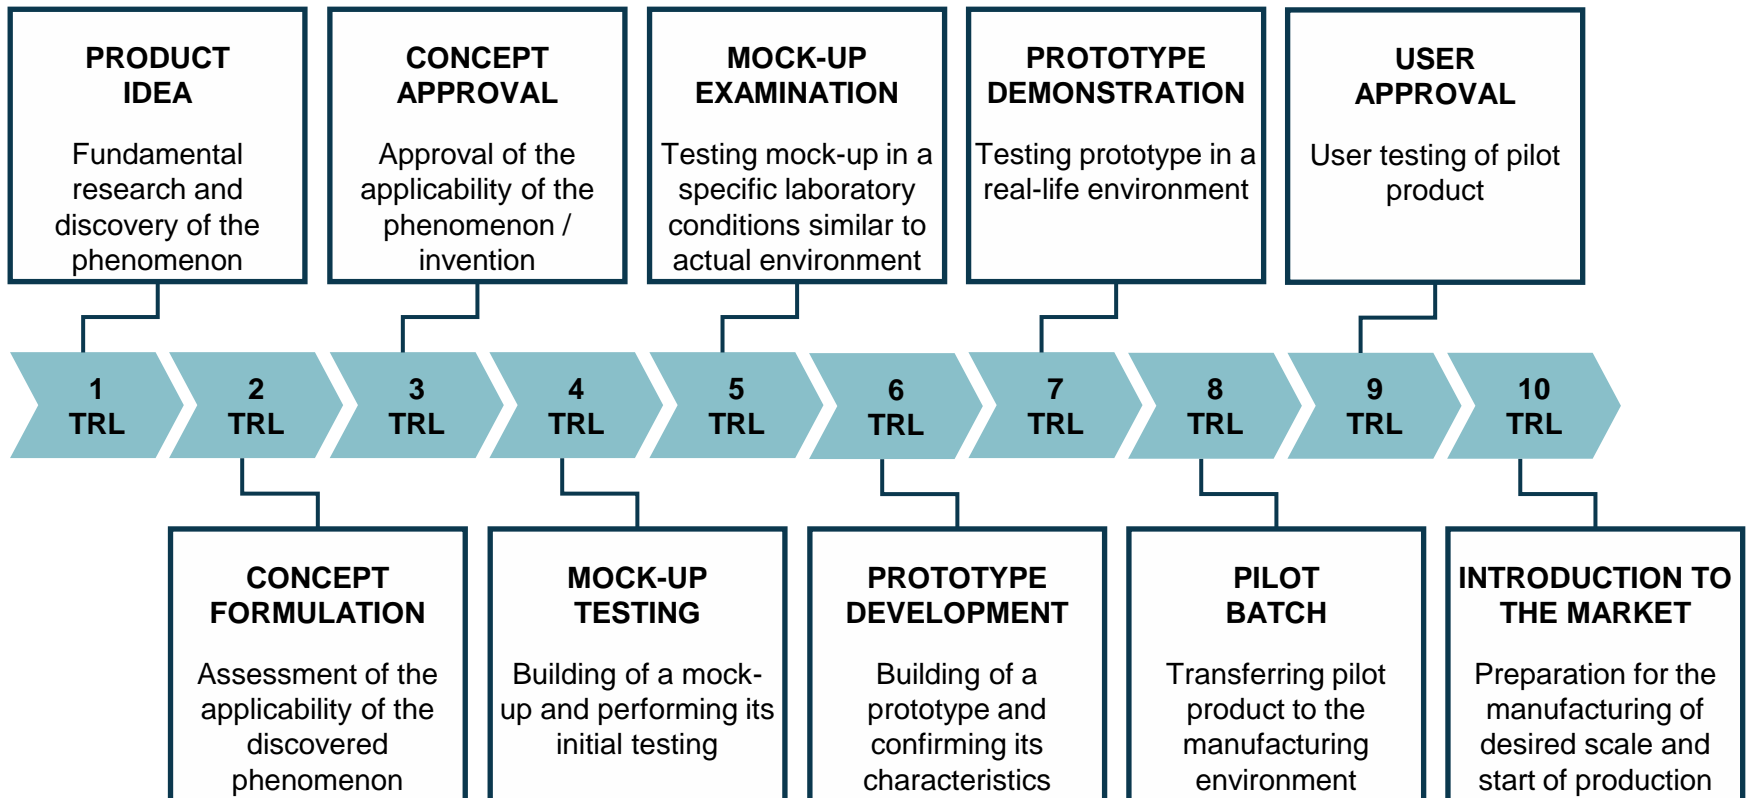 PRODUCT
IDEA
Fundamental
research and
discovery of the
phenomenon
CONCEPT
APPROVAL
Approval of the
applicability of the
phenomenon /
invention
MOCK-UP
EXAMINATION
Testing mock-up in a
specific laboratory
conditions similar to
actual environment
PROTOTYPE
DEMONSTRATION
Testing prototype in a
real-life environment
USER
APPROVAL
User testing of pilot
product
1
TRL
2
TRL
3
TRL
4
TRL
5
TRL
6
TRL
7
TRL
8
TRL
9
TRL
10
TRL
CONCEPT
FORMULATION
Assessment of the
applicability of the
discovered
phenomenon
MOCK-UP
TESTING
Building of a mock-
up and performing its
initial testing
PROTOTYPE
DEVELOPMENT
Building of a
prototype and
confirming its
characteristics
PILOT
BATCH
Transferring pilot
product to the
manufacturing
environment
INTRODUCTION TO
THE MARKET
Preparation for the
manufacturing of
desired scale and
start of production